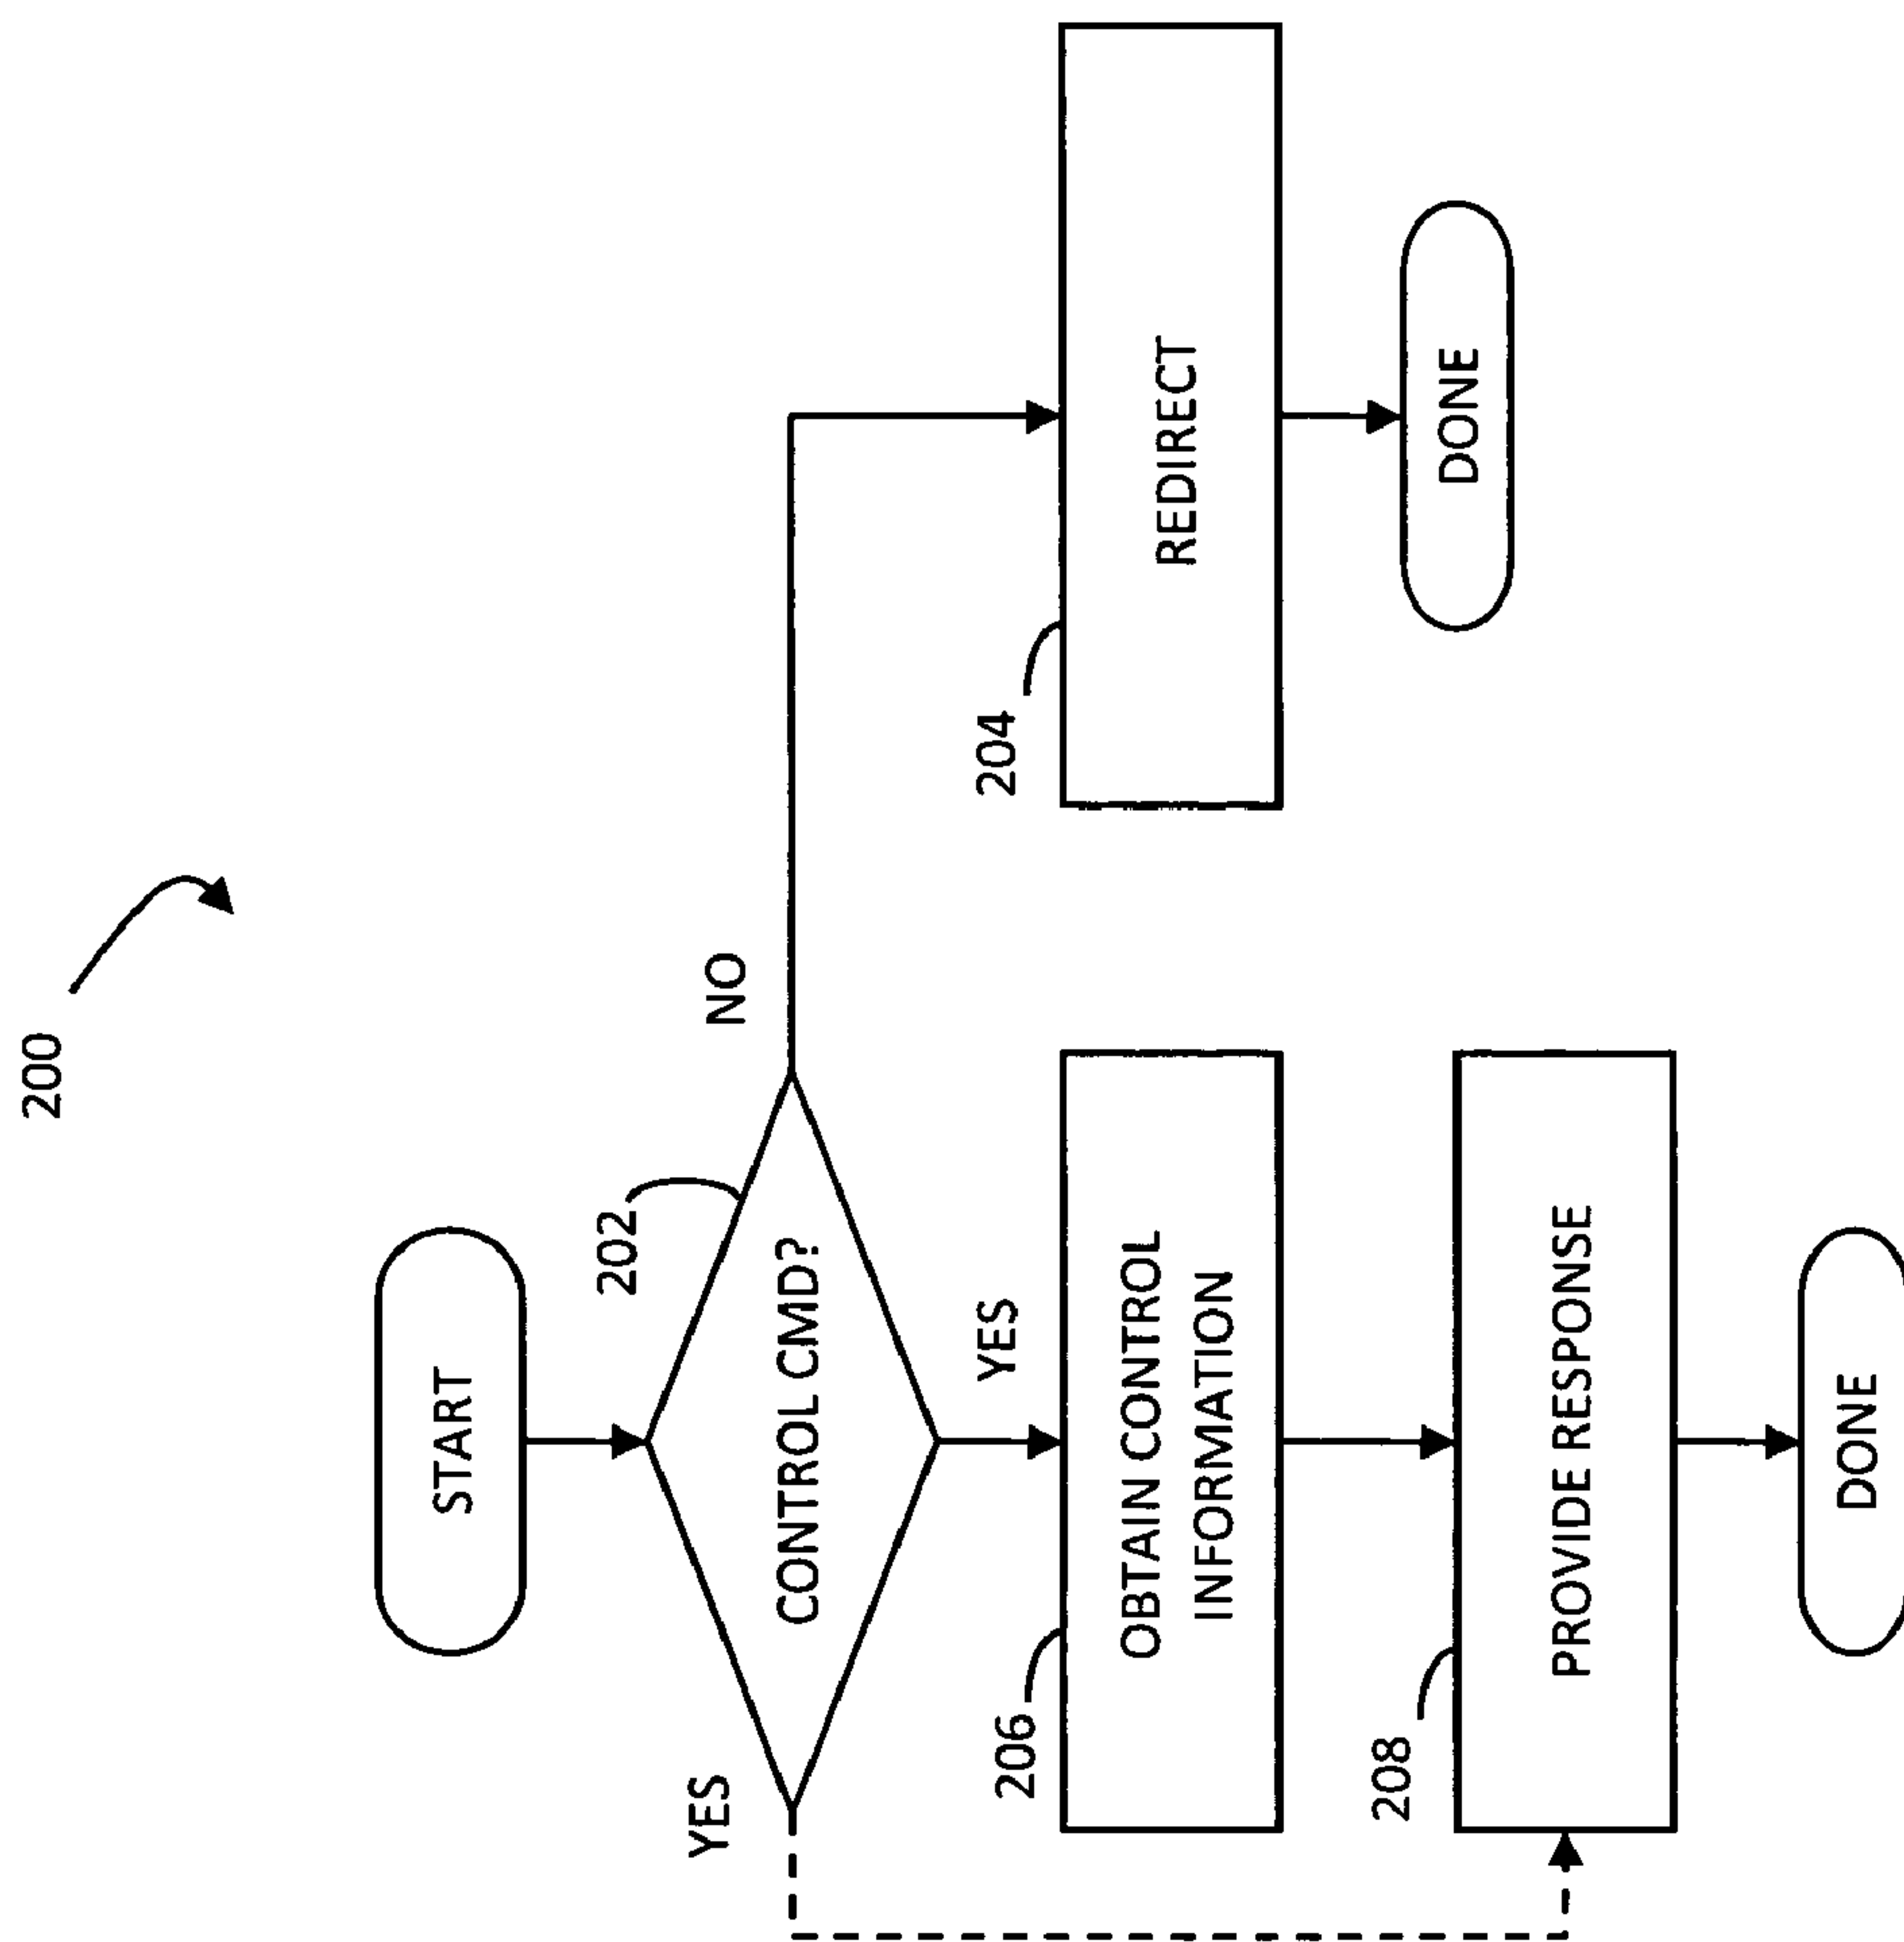 200
START
202
CONTROL CMD?
YES
NO
YES
206
OBTAIN CONTROL
INFORMATION
204
REDIRECT
208
PROVIDE RESPONSE
DONE
DONE